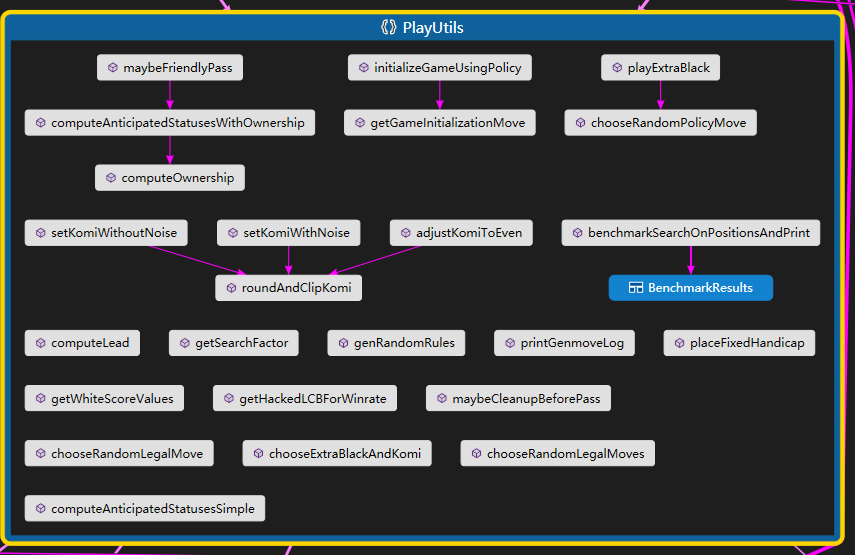 PlayUtils
maybeFriendlyPass
initializeGameUsingPolicy
playExtraBlack
computeAnticipatedStatusesWithOwnership
getGameInitializationMove
chooseRandomPolicyMove
computeOwnership
setKomiWithoutNoise
setKomiWithNoise
adjustKomiToEven
benchmarkSearchOnPositionsAndPrint
roundAndClipKomi
BenchmarkResults
computeLead
getSearchFactor
genRandomRules
printGenmoveLog
placeFixedHandicap
getWhiteScoreValues
getHackedLCBForWinrate
maybeCleanupBeforePass
chooseRandomLegalMove
chooseExtraBlackAndKomi
chooseRandomLegalMoves
computeAnticipatedStatusesSimple